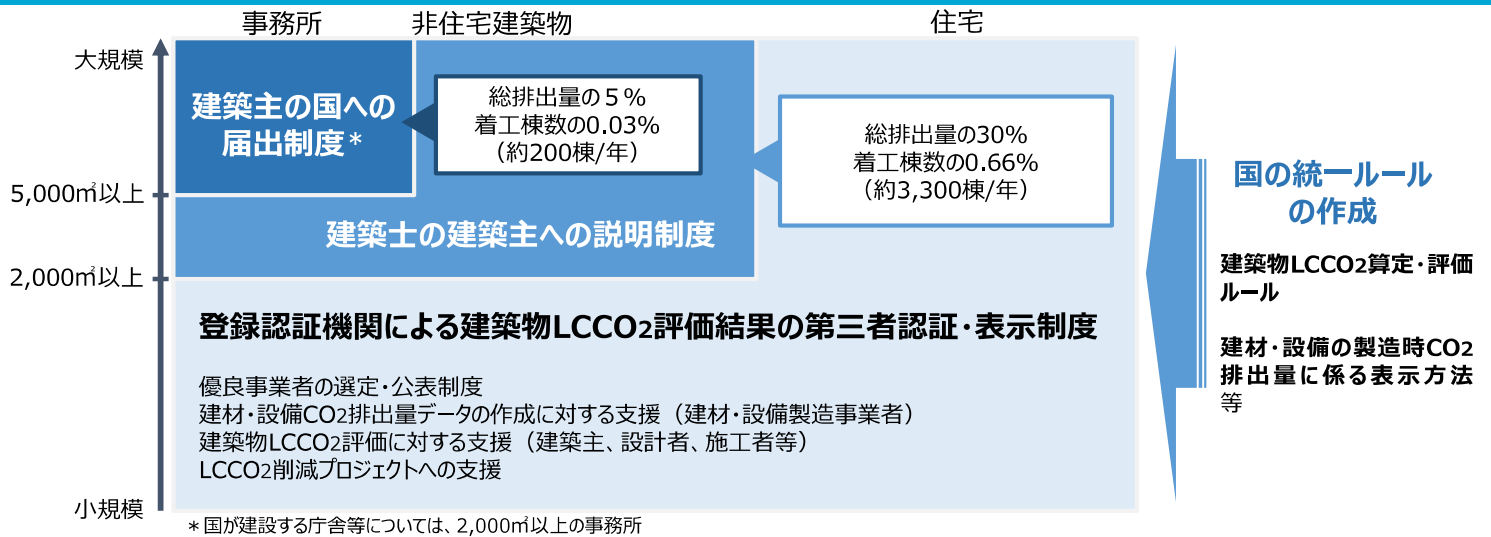 事務所
非住宅建築物
住宅
大規模
建築主の国への
届出制度*
総排出量の５%
着工棟数の0.03%
（約200棟/年）
総排出量の30%
着工棟数の0.66%
（約3,300棟/年）
5,000㎡以上
建築士の建築主への説明制度
2,000㎡以上
登録認証機関による建築物LCCO2評価結果の第三者認証・表示制度
優良事業者の選定・公表制度
建材・設備CO2排出量データの作成に対する支援（建材・設備製造事業者）
建築物LCCO2評価に対する支援（建築主、設計者、施工者等）
LCCO2削減プロジェクトへの支援
小規模
*国が建設する庁舎等については、2,000㎡以上の事務所
国の統一ルール
の作成
建築物LCCO2算定・評価
ルール
建材・設備の製造時CO2
排出量に係る表示方法
等